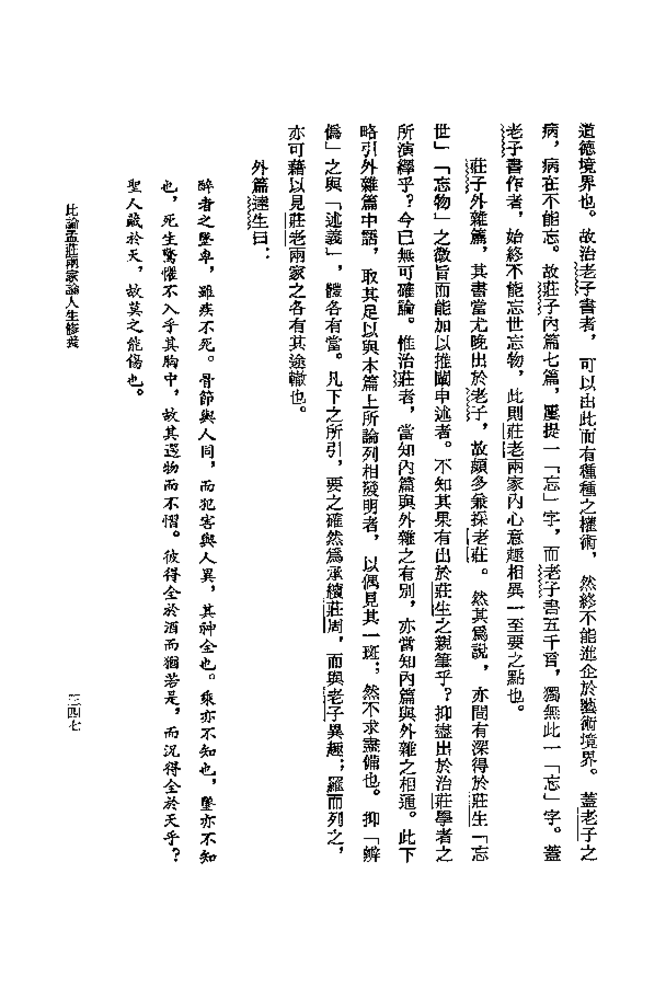 道德境界也。故治老子書者，可以出此而有種種之權術，然終不能進企於藝術境界。蓋老子之
病，病在不能忘。故莊子內篇七篇，屢提一「忘」字，而老子書五千言，獨無此一「忘」字。蓋
老子書作者，始終不能忘世忘物，此則莊老兩家內心意趣相異一至要之點也。
莊子外雜篇，其書當尤晚出於老子，故頗多兼採老莊。然其爲說，亦間有深得於莊生「忘
世」「忘物」之微旨而能加以推闡申述者。不知其果有出於莊生之親筆乎？抑盡出於治莊學者之
所演繹乎？今已無可確論。惟治莊者，當知內篇與外雜之有別，亦當知內篇與外雜之相通。此下
略引外雜篇中語，取其足以與本篇上所論列相發明者，以偶見其一斑；然不求盡備也。抑「辨
僞」之與「述義」，體各有當。凡下之所引，要之確然爲承續莊周，而與老子異趣；羅而列之，
亦可藉以見莊老兩家之各有其途轍也。
外篇達生曰：
醉者之墜車，雖疾不死。骨節與人同，而犯害與人異，其神全也。乘亦不知也，墜亦不知
也，死生驚懼不入乎其胸中，故其遻物而不慴。彼得全於酒而猶若是，而況得全於天乎？
聖人藏於天，故莫之能傷也。
比論孟莊兩家論人生修養
三四七